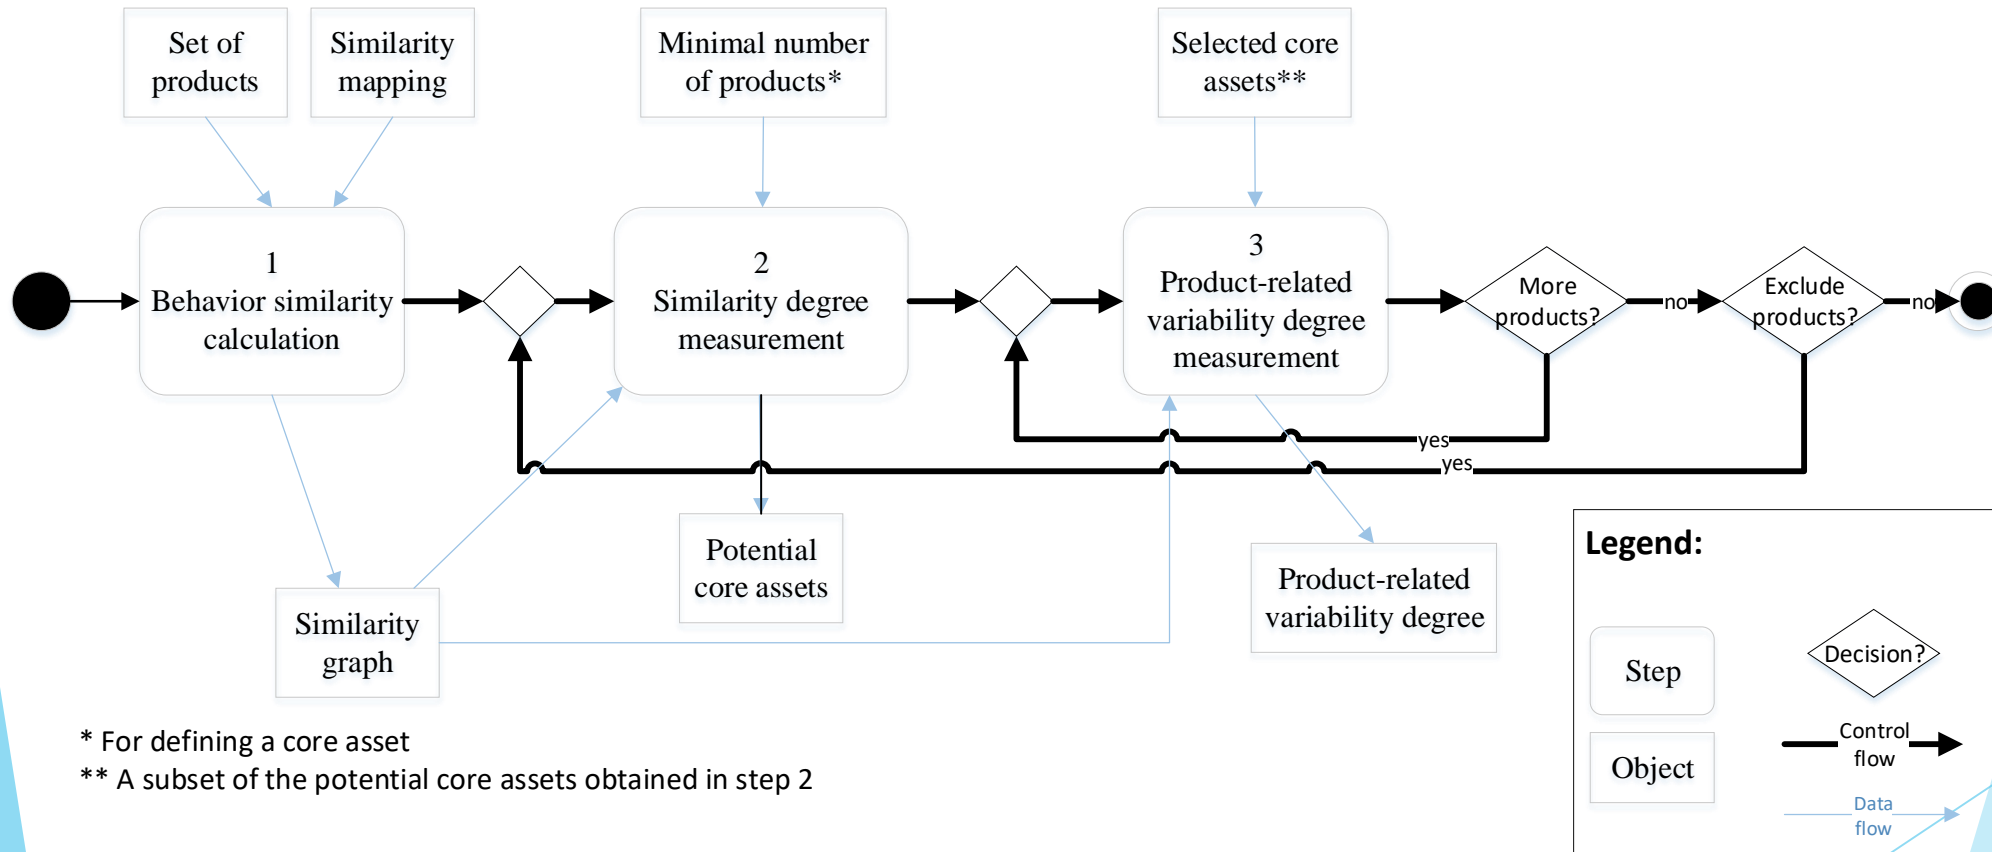 Set of
products
Similarity
mapping
Minimal number
of products*
Selected core
assets**
1
Behavior similarity
calculation
2
Similarity degree
measurement
3
Product-related
variability degree
measurement
More
products?
no
Exclude
products?
no
yes
yes
Potential
core assets
Product-related
variability degree
Similarity
graph
* For defining a core asset
** A subset of the potential core assets obtained in step 2
Legend:
Step
Decision?
Control
flow
Object
Data
flow